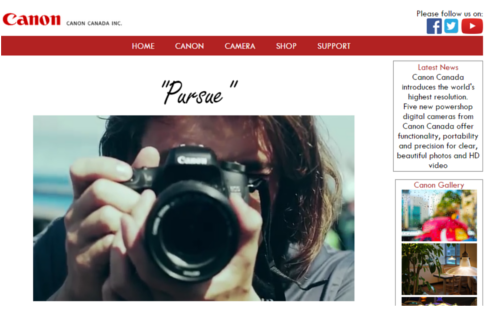 Canon CANON CANADA INC.
Please follow us on:
HOME CANON CAMERA SHOP SUPPORT
"Pursue"
Canon
Latest News
Canon Canada
introduces the world's
highest resolution.
Five new powershop
digital cameras from
Canon Canada offer
functionality, portability
and precision for clear,
beautiful photos and HD
video
Canon Gallery